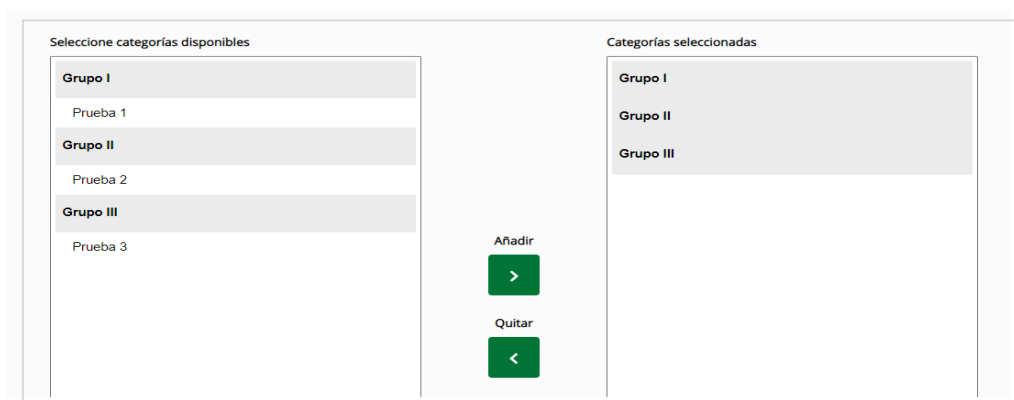 Seleccione categorías disponibles
Grupo I
Prueba 1
Grupo II
Prueba 2
Grupo III
Prueba 3
Añadir
>
Quitar
<
Categorías seleccionadas
Grupo I
Grupo II
Grupo III